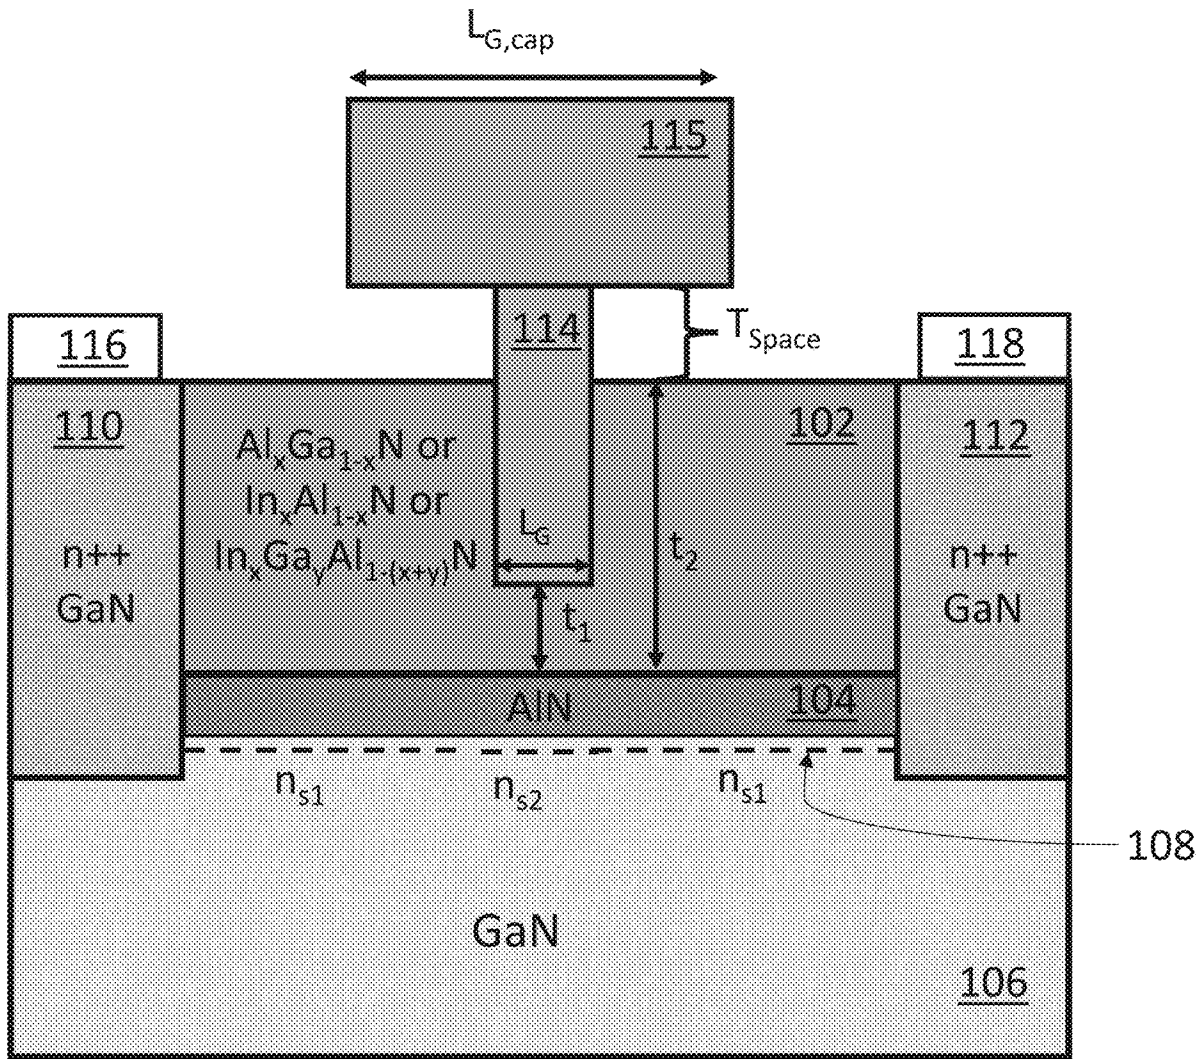 L_G,cap
115
116
114
T_Space
118
110
Al_xGa_1-xN or
In_xAl_1-xN or
In_xGa_yAl_1-(x+y)N
102
112
n++
GaN
L_G
t_2
n++
GaN
t_1
AlN
104
n_s1
n_s2
n_s1
108
GaN
106